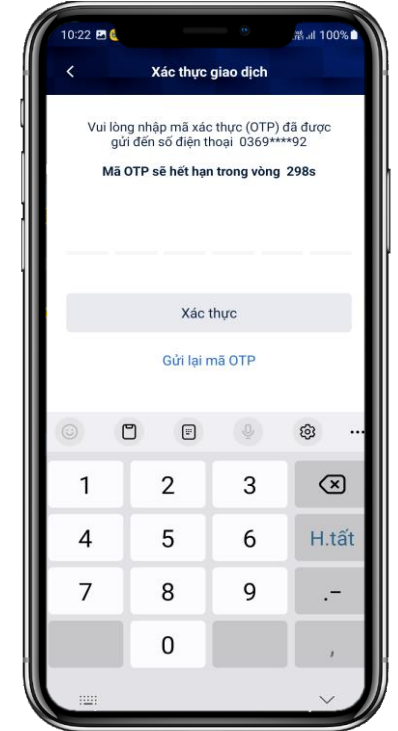 10:22 100%
Xác thực giao dịch
Vui lòng nhập mã xác thực (OTP) đã được
gửi đến số điện thoại 0369****92
Mã OTP sẽ hết hạn trong vòng 298s
Xác thực
Gửi lại mã OTP
1 2 3
4 5 6 H.tất
7 8 9 .-
0 ,